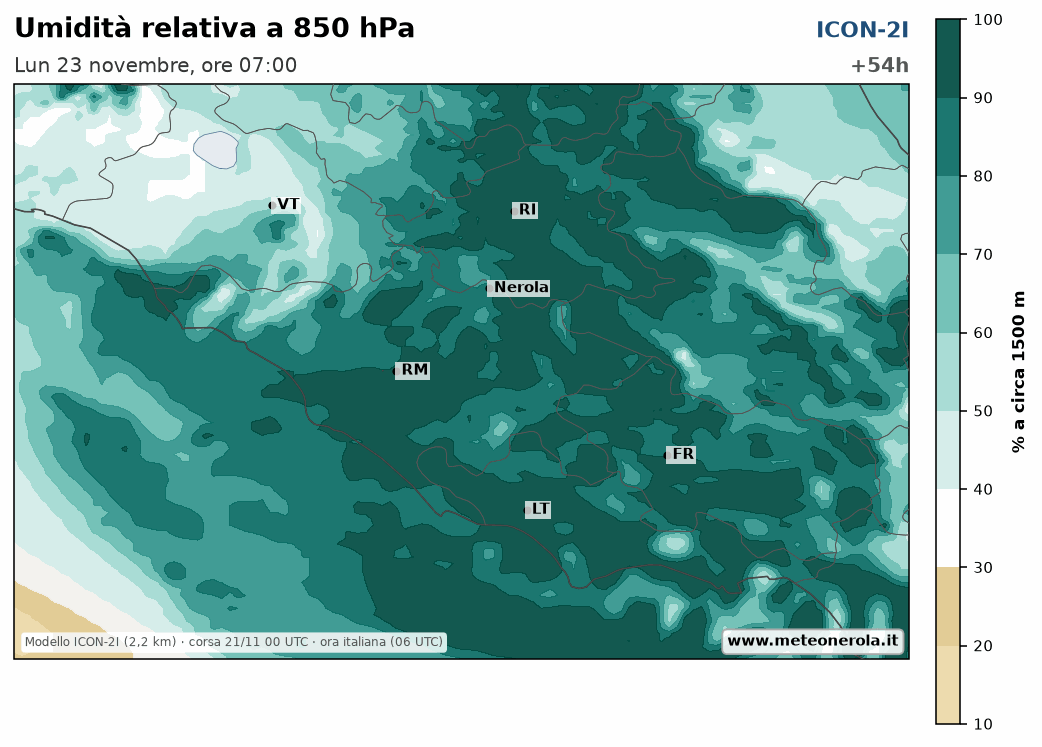 Umidità relativa a 850 hPa
ICON-2I
Lun 23 novembre, ore 07:00
+54h
VT
RI
Nerola
RM
FR
LT
Modello ICON-2I (2,2 km) · corsa 21/11 00 UTC · ora italiana (06 UTC)
www.meteonerola.it
100
90
80
70
60
50
40
30
20
10
% a circa 1500 m